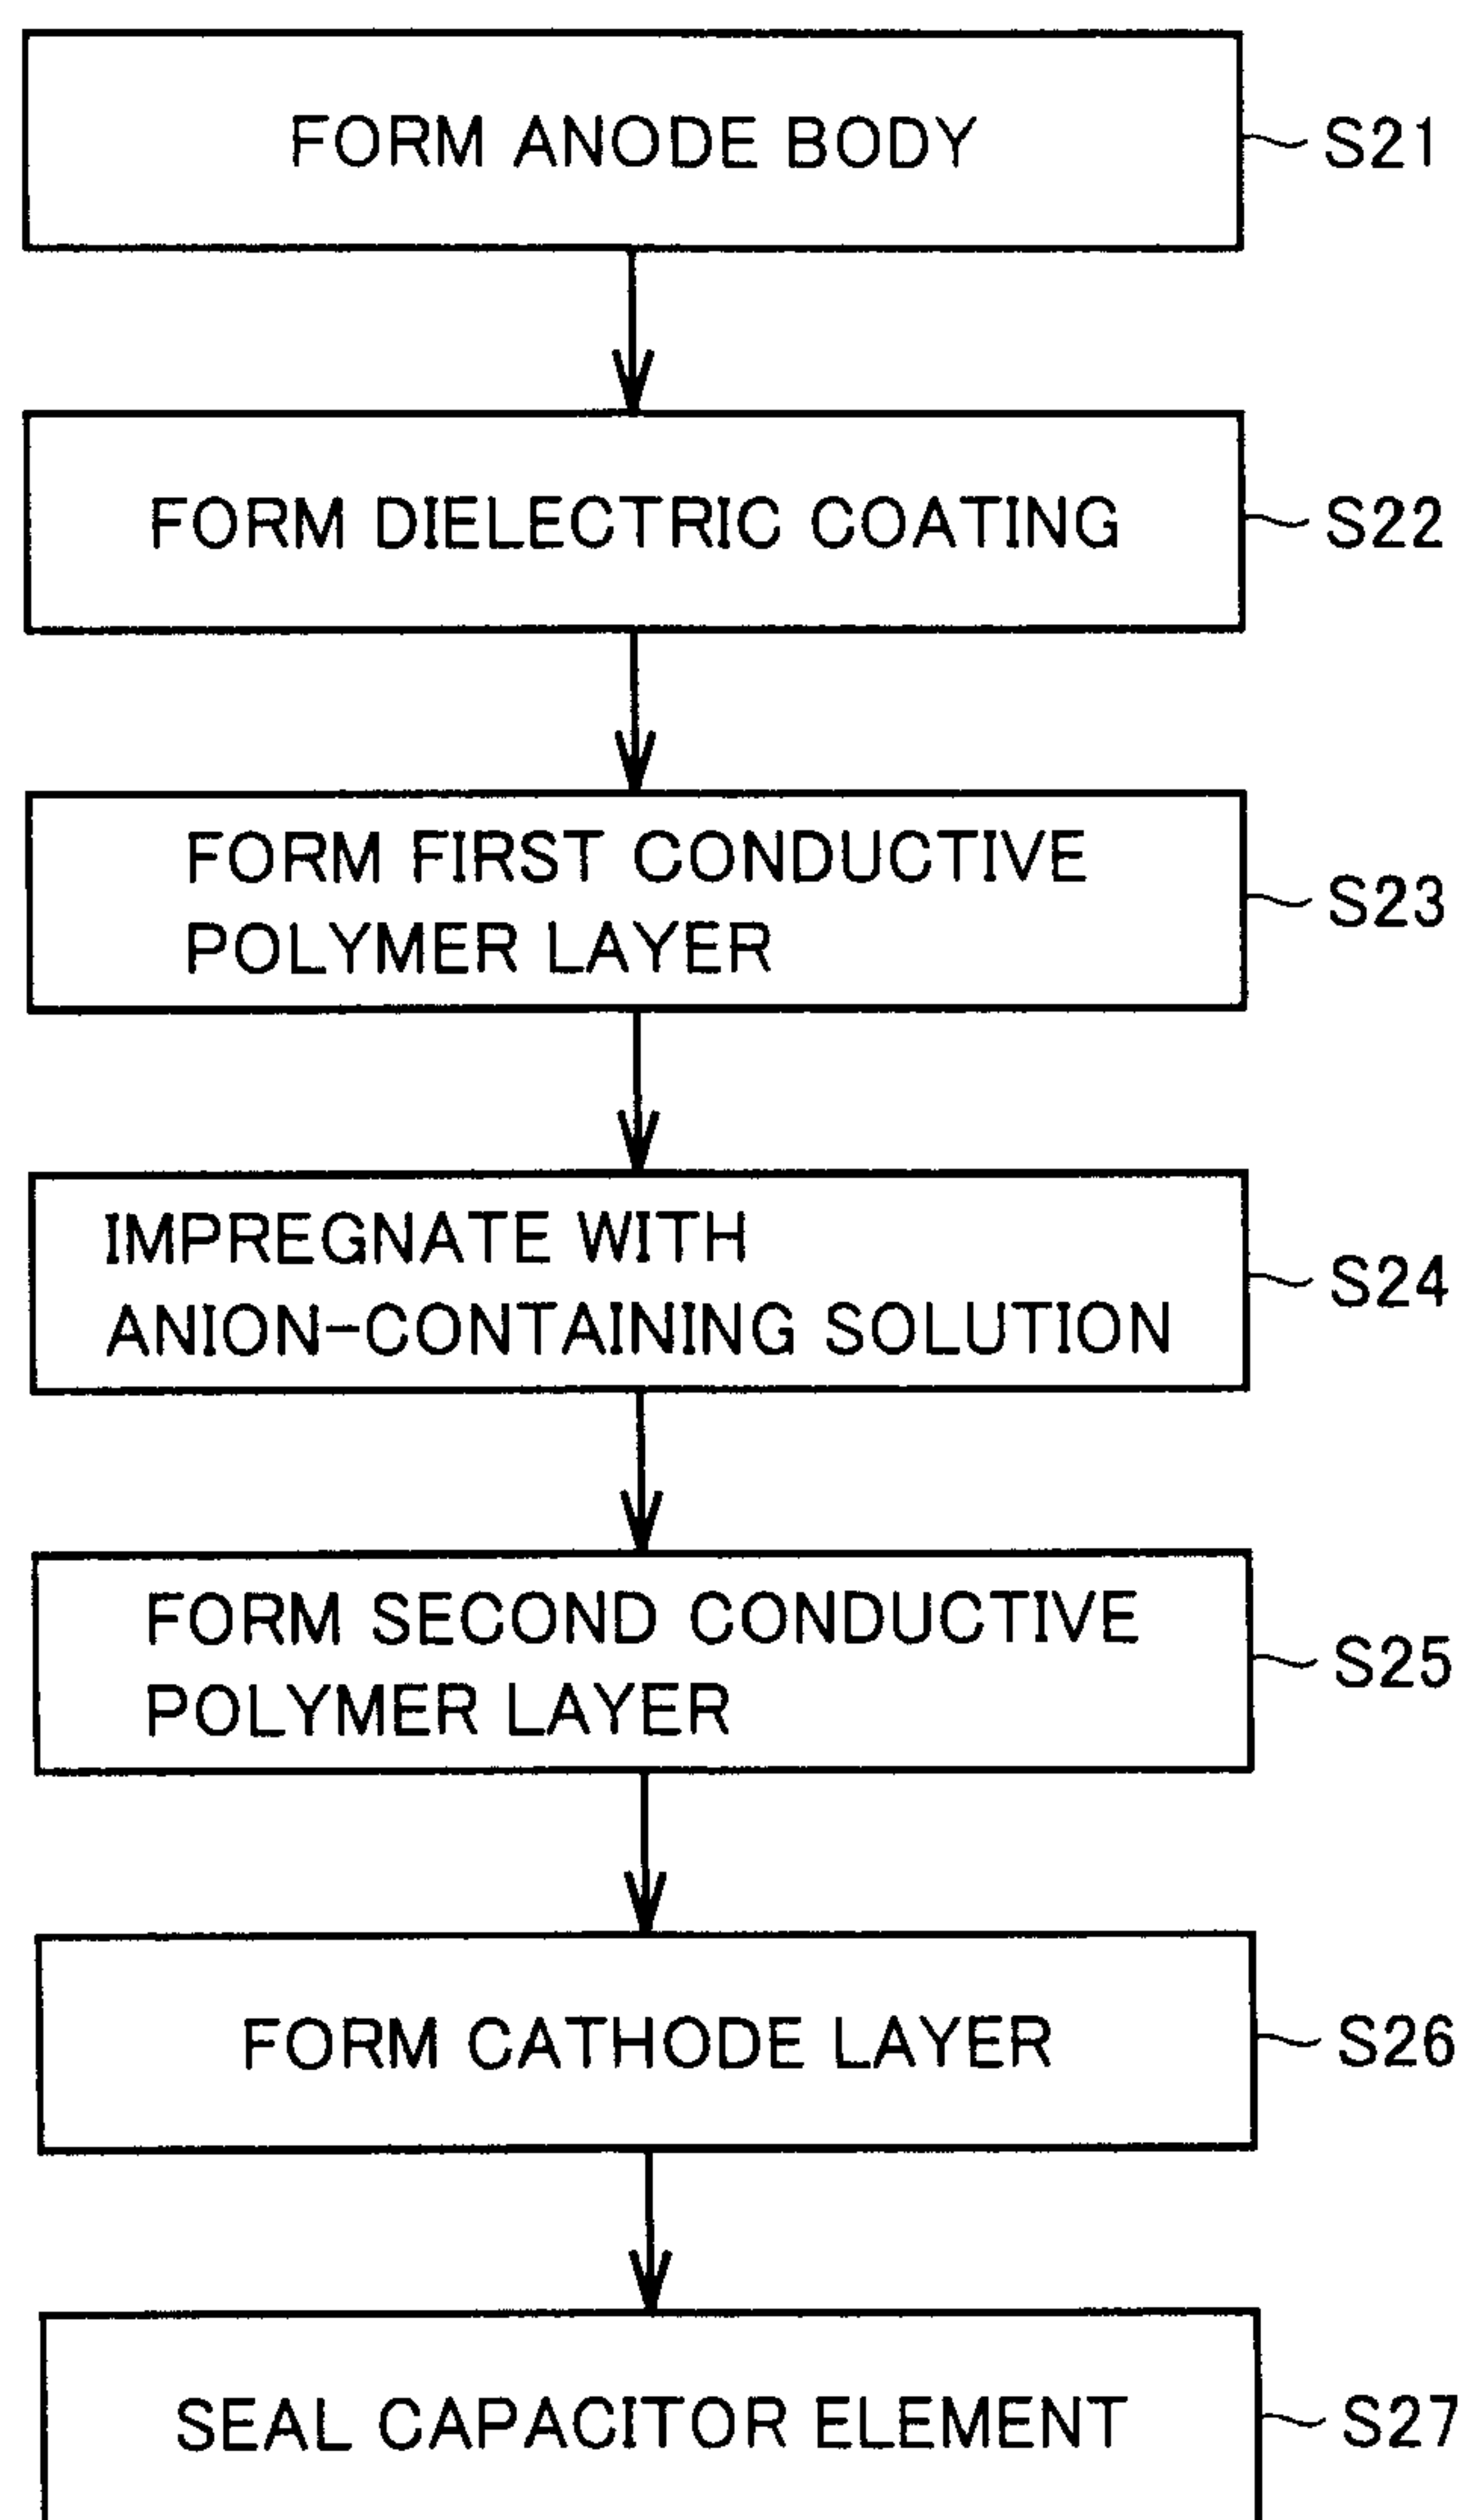 FORM ANODE BODY
S21
FORM DIELECTRIC COATING
S22
FORM FIRST CONDUCTIVE
POLYMER LAYER
S23
IMPREGNATE WITH
ANION-CONTAINING SOLUTION
S24
FORM SECOND CONDUCTIVE
POLYMER LAYER
S25
FORM CATHODE LAYER
S26
SEAL CAPACITOR ELEMENT
S27